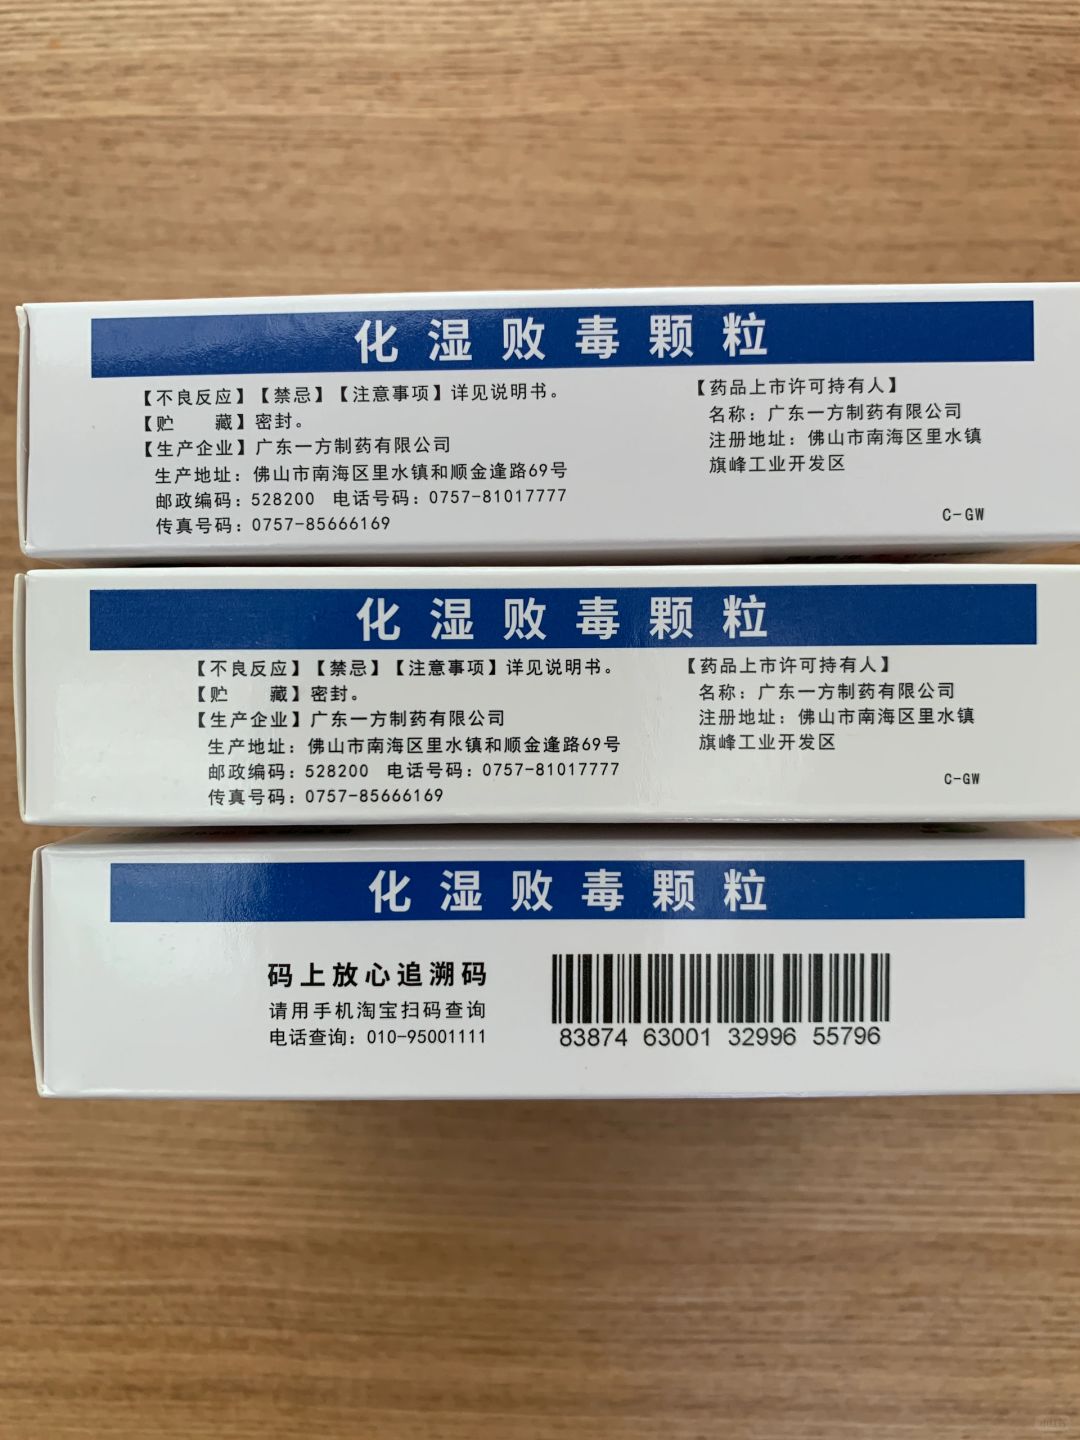 化湿败毒颗粒
【不良反应】【禁忌】【注意事项】详见说明书。
【贮　　藏】密封。
【生产企业】广东一方制药有限公司
生产地址：佛山市南海区里水镇和顺金逢路69号
邮政编码：528200　电话号码：0757-81017777
传真号码：0757-85666169
【药品上市许可持有人】
名称：广东一方制药有限公司
注册地址：佛山市南海区里水镇
旗峰工业开发区
C-GW
化湿败毒颗粒
【不良反应】【禁忌】【注意事项】详见说明书。
【贮　　藏】密封。
【生产企业】广东一方制药有限公司
生产地址：佛山市南海区里水镇和顺金逢路69号
邮政编码：528200　电话号码：0757-81017777
传真号码：0757-85666169
【药品上市许可持有人】
名称：广东一方制药有限公司
注册地址：佛山市南海区里水镇
旗峰工业开发区
C-GW
化湿败毒颗粒
码上放心追溯码
请用手机淘宝扫码查询
电话查询：010-95001111
83874 63001 32996 55796